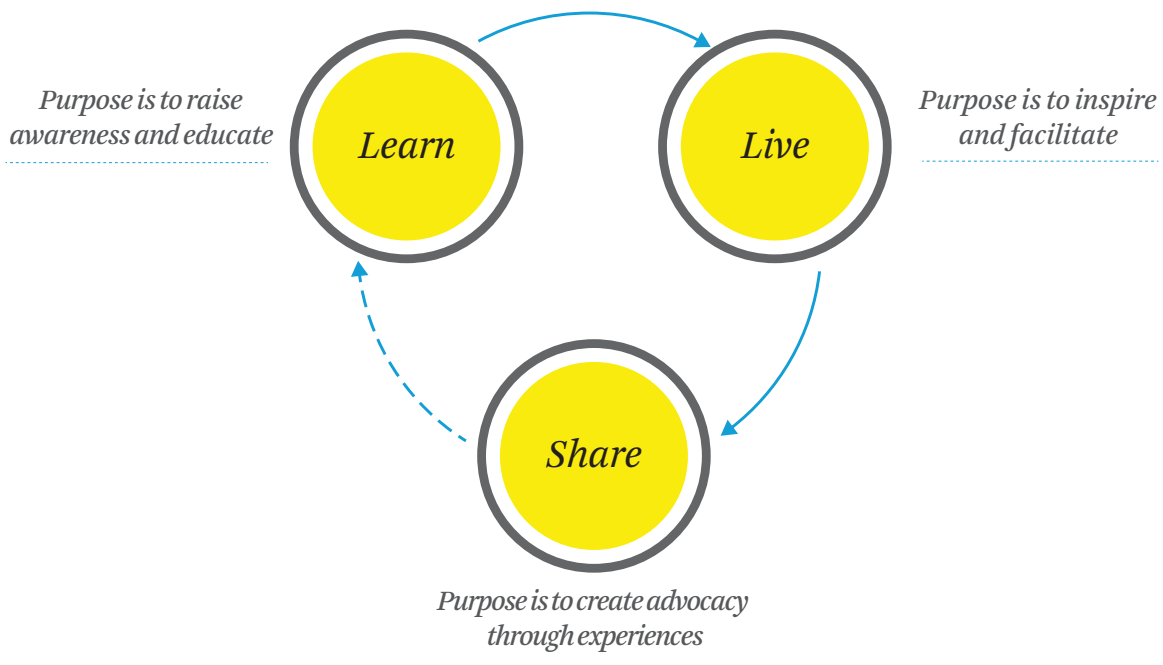 Purpose is to raise
awareness and educate
Learn
Live
Purpose is to inspire
and facilitate
Share
Purpose is to create advocacy
through experiences